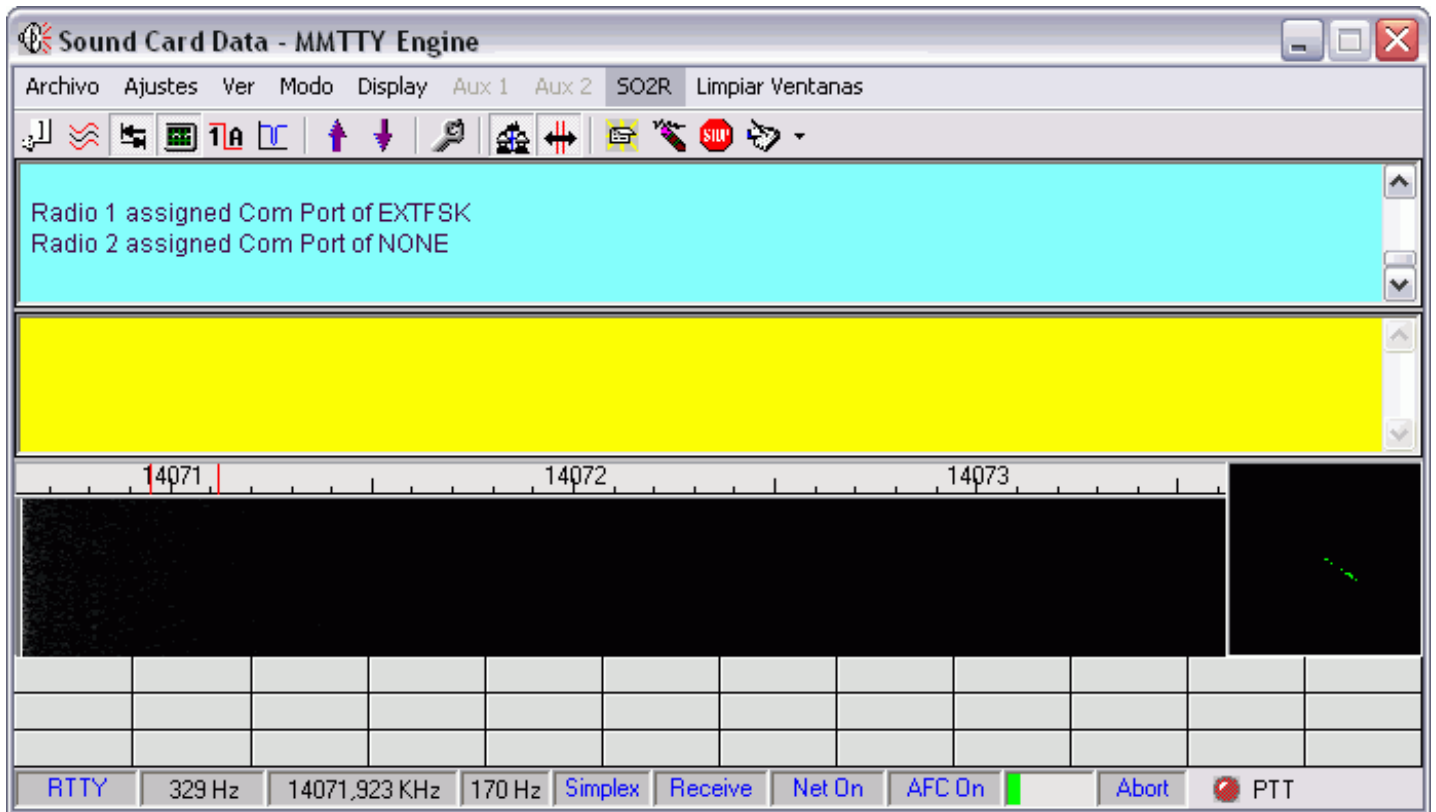 Sound Card Data - MMTTY Engine
Archivo Ajustes Ver Modo Display Aux 1 Aux 2 SO2R Limpiar Ventanas
1A STOP
Radio 1 assigned Com Port of EXTFSK
Radio 2 assigned Com Port of NONE
14071 14072 14073
RTTY 329 Hz 14071,923 KHz 170 Hz Simplex Receive Net On AFC On Abort PTT